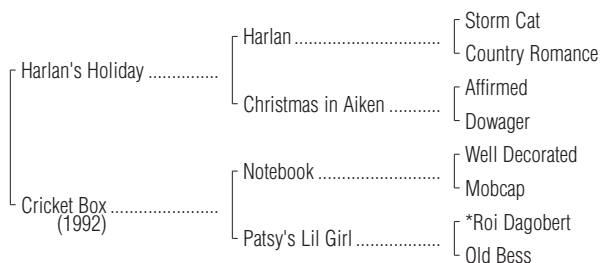 Storm Cat
Harlan ..............................
Country Romance
Harlan's Holiday ..............
Affirmed
Christmas in Aiken ...........
Dowager
Well Decorated
Notebook .........................
Mobcap
Cricket Box ......................
(1992)
*Roi Dagobert
Patsy's Lil Girl .................
Old Bess